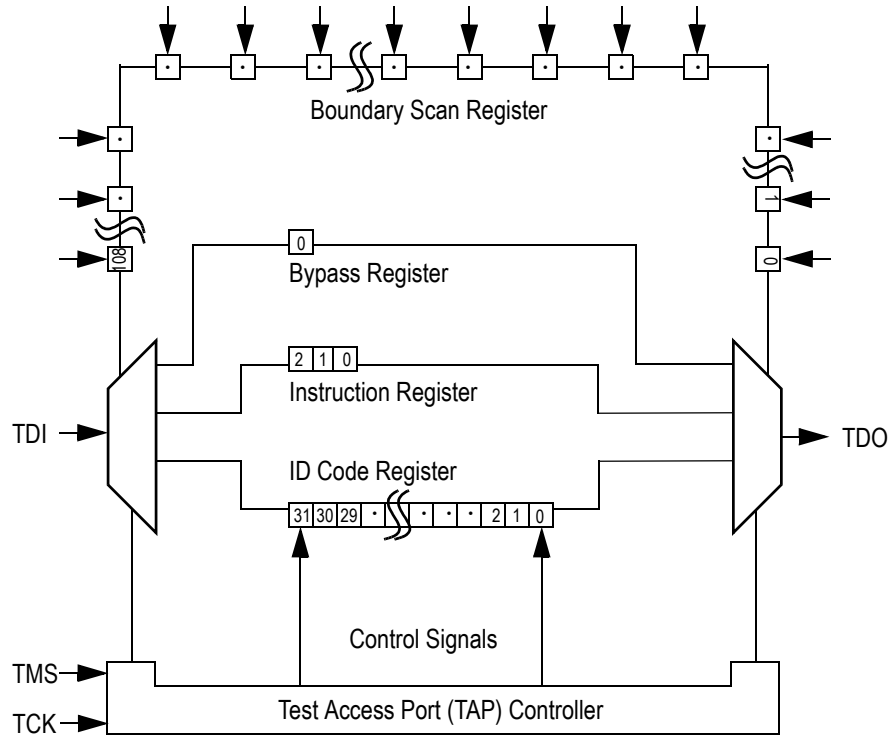 Boundary Scan Register
1
108
0
0
Bypass Register
2 1 0
Instruction Register
TDI
TDO
ID Code Register
31 30 29 · · · · 2 1 0
Control Signals
TMS
Test Access Port (TAP) Controller
TCK